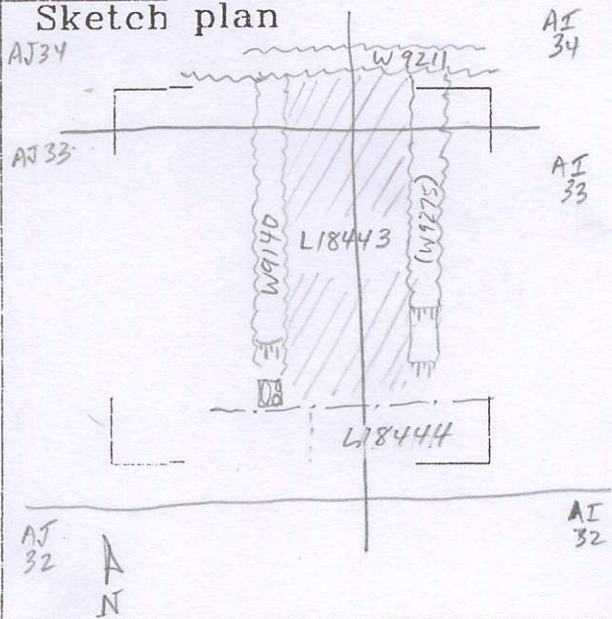 Sketch plan
AJ34
W9211
AI
34
AJ33
AI
33
W9140
L18443
(W9275)
L18444
AJ
32
AI
32
N